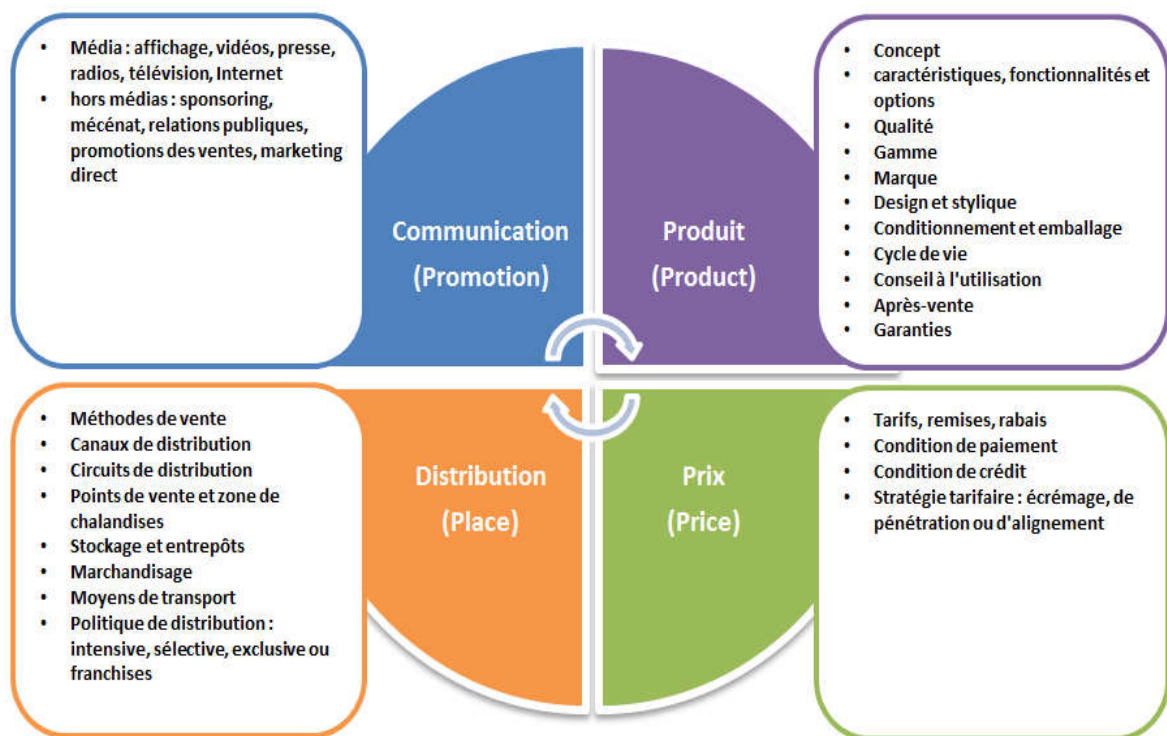 • Média : affichage, vidéos, presse,
radios, télévision, Internet
• hors médias : sponsoring,
mécénat, relations publiques,
promotions des ventes, marketing
direct
Communication
(Promotion)
Produit
(Product)
• Concept
• caractéristiques, fonctionnalités et
options
• Qualité
• Gamme
• Marque
• Design et stylique
• Conditionnement et emballage
• Cycle de vie
• Conseil à l'utilisation
• Après-vente
• Garanties
• Méthodes de vente
• Canaux de distribution
• Circuits de distribution
• Points de vente et zone de
chalandises
• Stockage et entrepôts
• Marchandisage
• Moyens de transport
• Politique de distribution :
intensive, sélective, exclusive ou
franchises
Distribution
(Place)
Prix
(Price)
• Tarifs, remises, rabais
• Condition de paiement
• Condition de crédit
• Stratégie tarifaire : écrémage, de
pénétration ou d'alignement